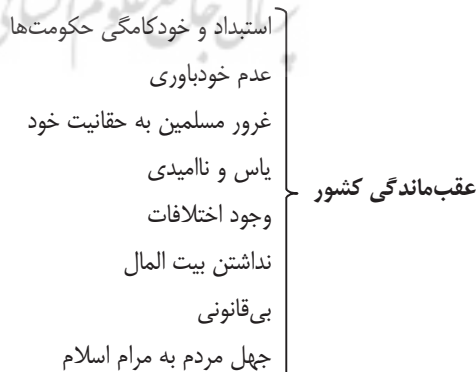 استبداد و خودکامگی حکومت‌ها
عدم خودباوری
غرور مسلمین به حقانیت خود
یاس و ناامیدی
عقب‌ماندگی کشور
وجود اختلافات
نداشتن بیت المال
بی‌قانونی
جهل مردم به مرام اسلام